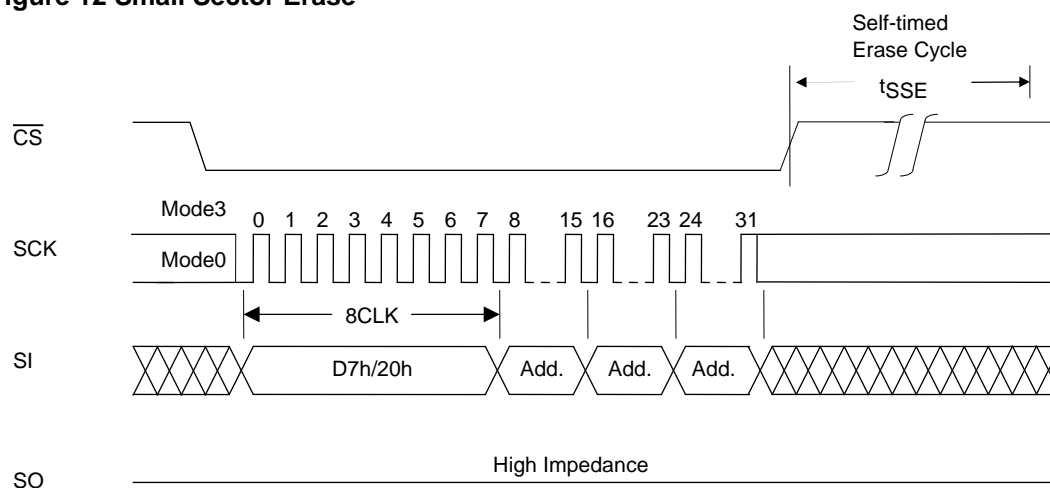 Figure 12 Small Sector Erase
Self-timed
Erase Cycle
tSSE
CS
Mode3
0 1 2 3 4 5 6 7 8 15 16 23 24 31
SCK
Mode0
8CLK
SI
D7h/20h Add. Add. Add.
High Impedance
SO